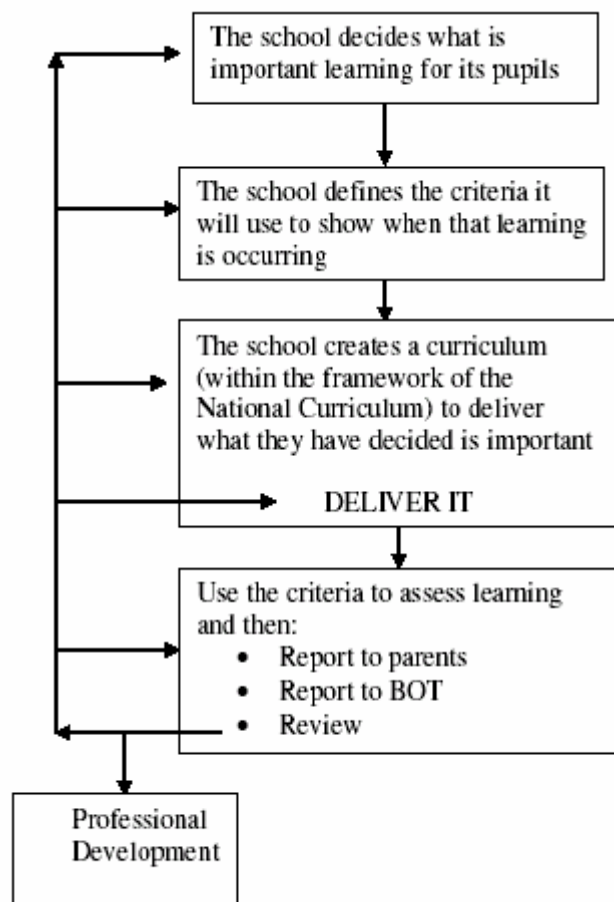 The school decides what is
important learning for its pupils
The school defines the criteria it
will use to show when that learning
is occurring
The school creates a curriculum
(within the framework of the
National Curriculum) to deliver
what they have decided is important
DELIVER IT
Use the criteria to assess learning
and then:
• Report to parents
• Report to BOT
• Review
Professional
Development